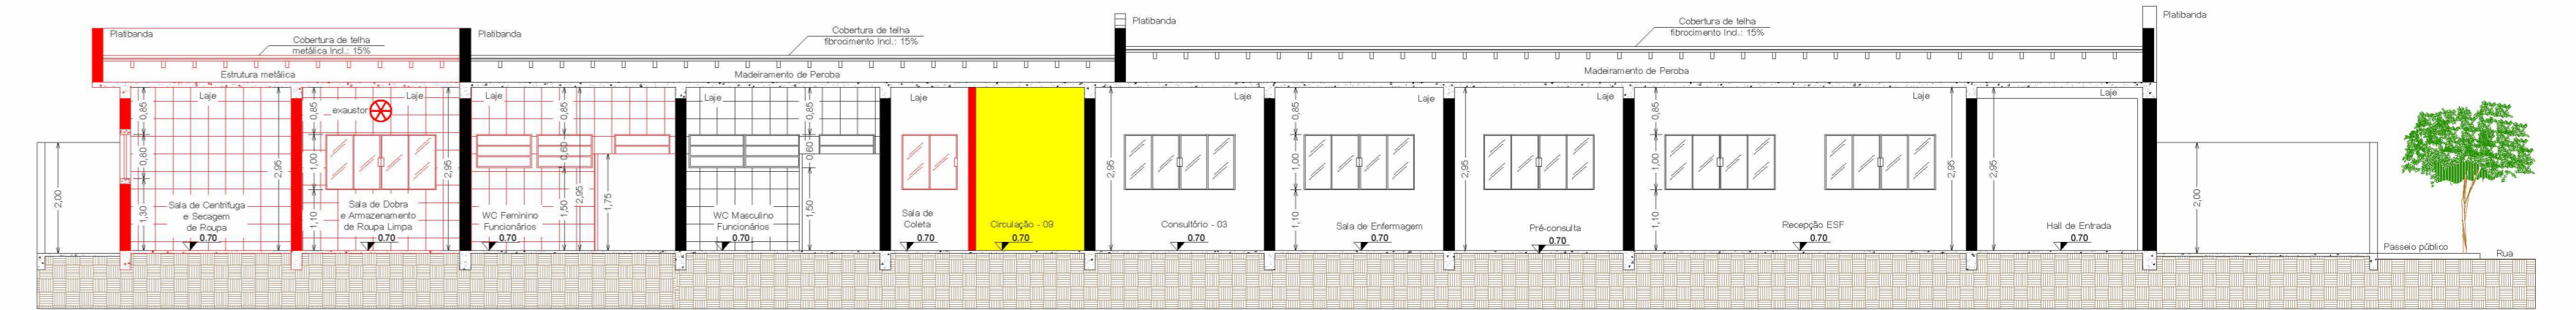 Platibanda
Cobertura de telha
metálica Incl.: 15%
Estrutura metálica
Platibanda
Cobertura de telha
fibrocimento Incl.: 15%
Madeiramento de Peroba
Platibanda
Cobertura de telha
fibrocimento Incl.: 15%
Madeiramento de Peroba
Platibanda
2,00
0,85
0,80
1,30
Laje
2,95
Sala de Centrífuga
e Secagem
de Roupa
0.70
0,85
1,00
1,10
exaustor
Laje
2,95
Sala de Dobra
e Armazenamento
de Roupa Limpa
0.70
Laje
0,85
0,60
1,50
2,95
1,75
WC Feminino
Funcionários
0.70
Laje
0,85
0,60
1,50
WC Masculino
Funcionários
0.70
Laje
Sala de
Coleta
0.70
Circulação - 09
0.70
2,95
Laje
Consultório - 03
0.70
0,85
1,00
1,10
Laje
Sala de Enfermagem
0.70
2,95
Laje
Pré-consulta
0.70
0,85
1,00
1,10
Laje
2,95
Recepção ESF
0.70
2,95
Laje
Hall de Entrada
0.70
2,00
Passeio público
Rua